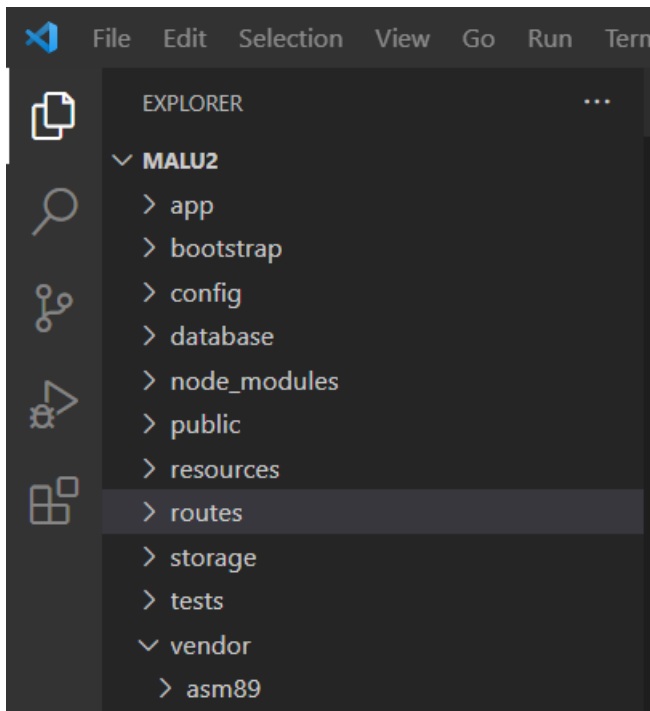 File Edit Selection View Go Run
EXPLORER
MALU2
app
bootstrap
config
database
node_modules
public
resources
routes
storage
tests
vendor
asm89